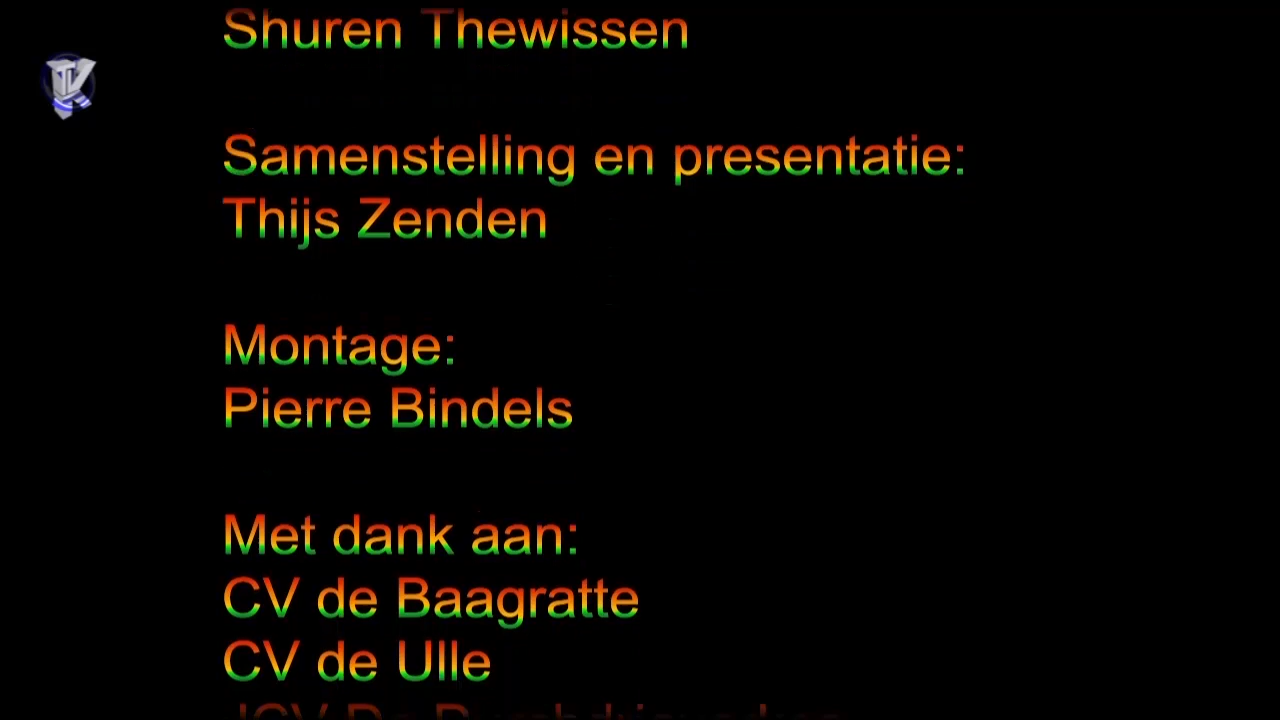 Shuren Thewissen
Samenstelling en presentatie:
Thijs Zenden
Montage:
Pierre Bindels
Met dank aan:
CV de Baagratte
CV de Ulle